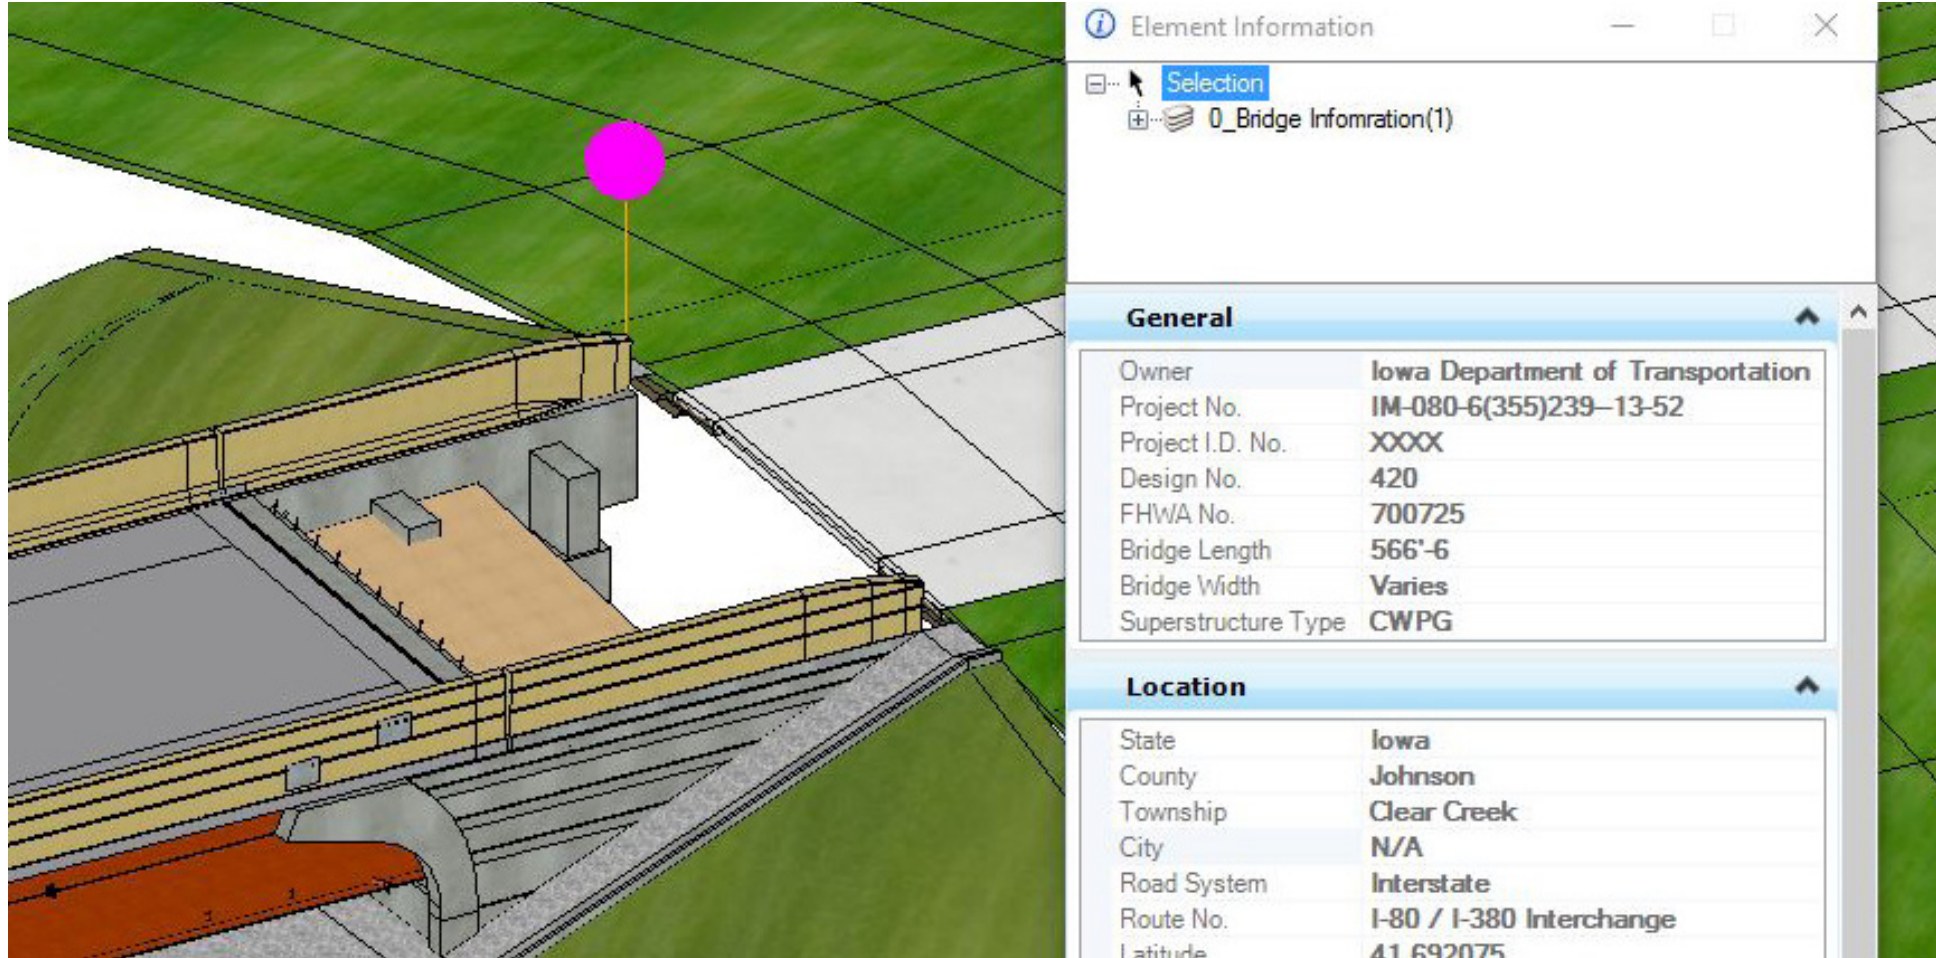 Element Information
Selection
0_Bridge Infomration(1)
General
Owner Iowa Department of Transportation
Project No. IM-080-6(355)239--13-52
Project I.D. No. XXXX
Design No. 420
FHWA No. 700725
Bridge Length 566'-6
Bridge Width Varies
Superstructure Type CWPG
Location
State Iowa
County Johnson
Township Clear Creek
City N/A
Road System Interstate
Route No. I-80 / I-380 Interchange
Latitude 41.692075